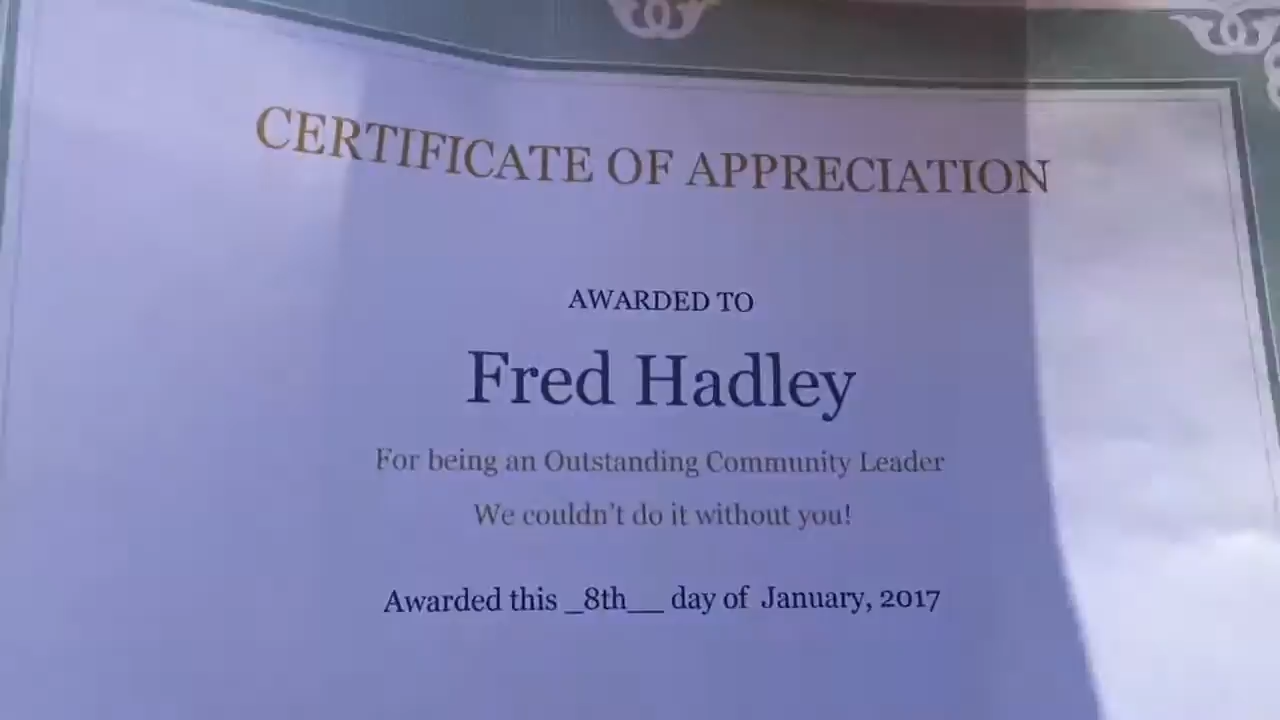 CERTIFICATE OF APPRECIATION
AWARDED TO
Fred Hadley
For being an Outstanding Community Leader
We couldn't do it without you!
Awarded this _8th__ day of January, 2017